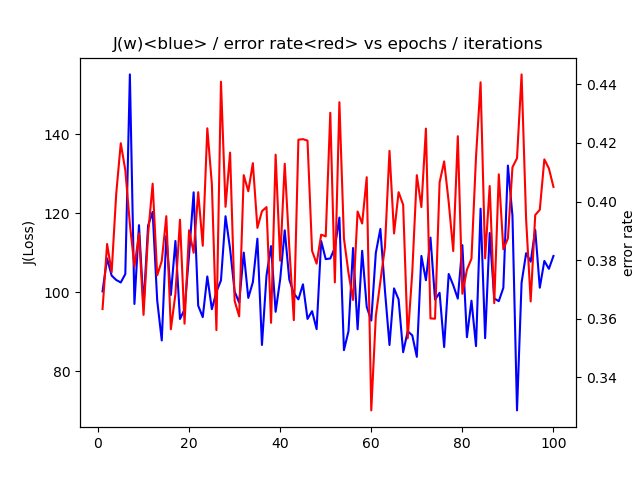 J(w)<blue> / error rate<red> vs epochs / iterations
J(Loss)
140
120
100
80
0.44
0.42
0.40
0.38
0.36
0.34
error rate
0 20 40 60 80 100